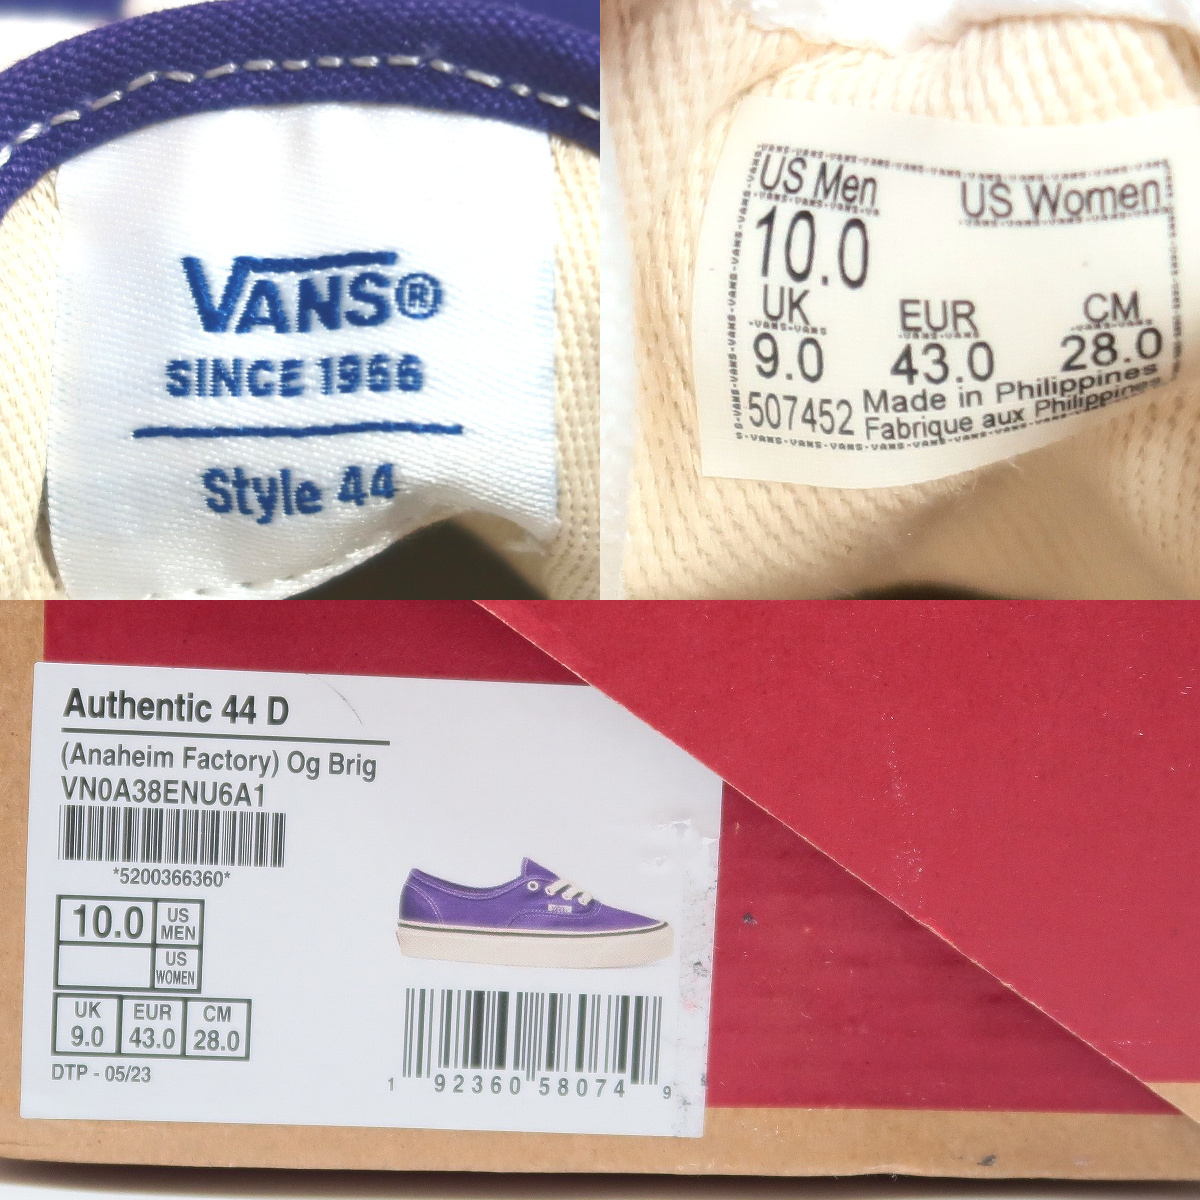 VANS®
SINCE 1966
Style 44
US Men US Women
10.0
UK EUR CM
9.0 43.0 28.0
507452 Made in Philippines
Fabrique aux Philippines
Authentic 44 D
(Anaheim Factory) Og Brig
VN0A38ENU6A1
*5200366360*
10.0 US MEN
US WOMEN
UK EUR CM
9.0 43.0 28.0
DTP - 05/23
1 92360 58074 9